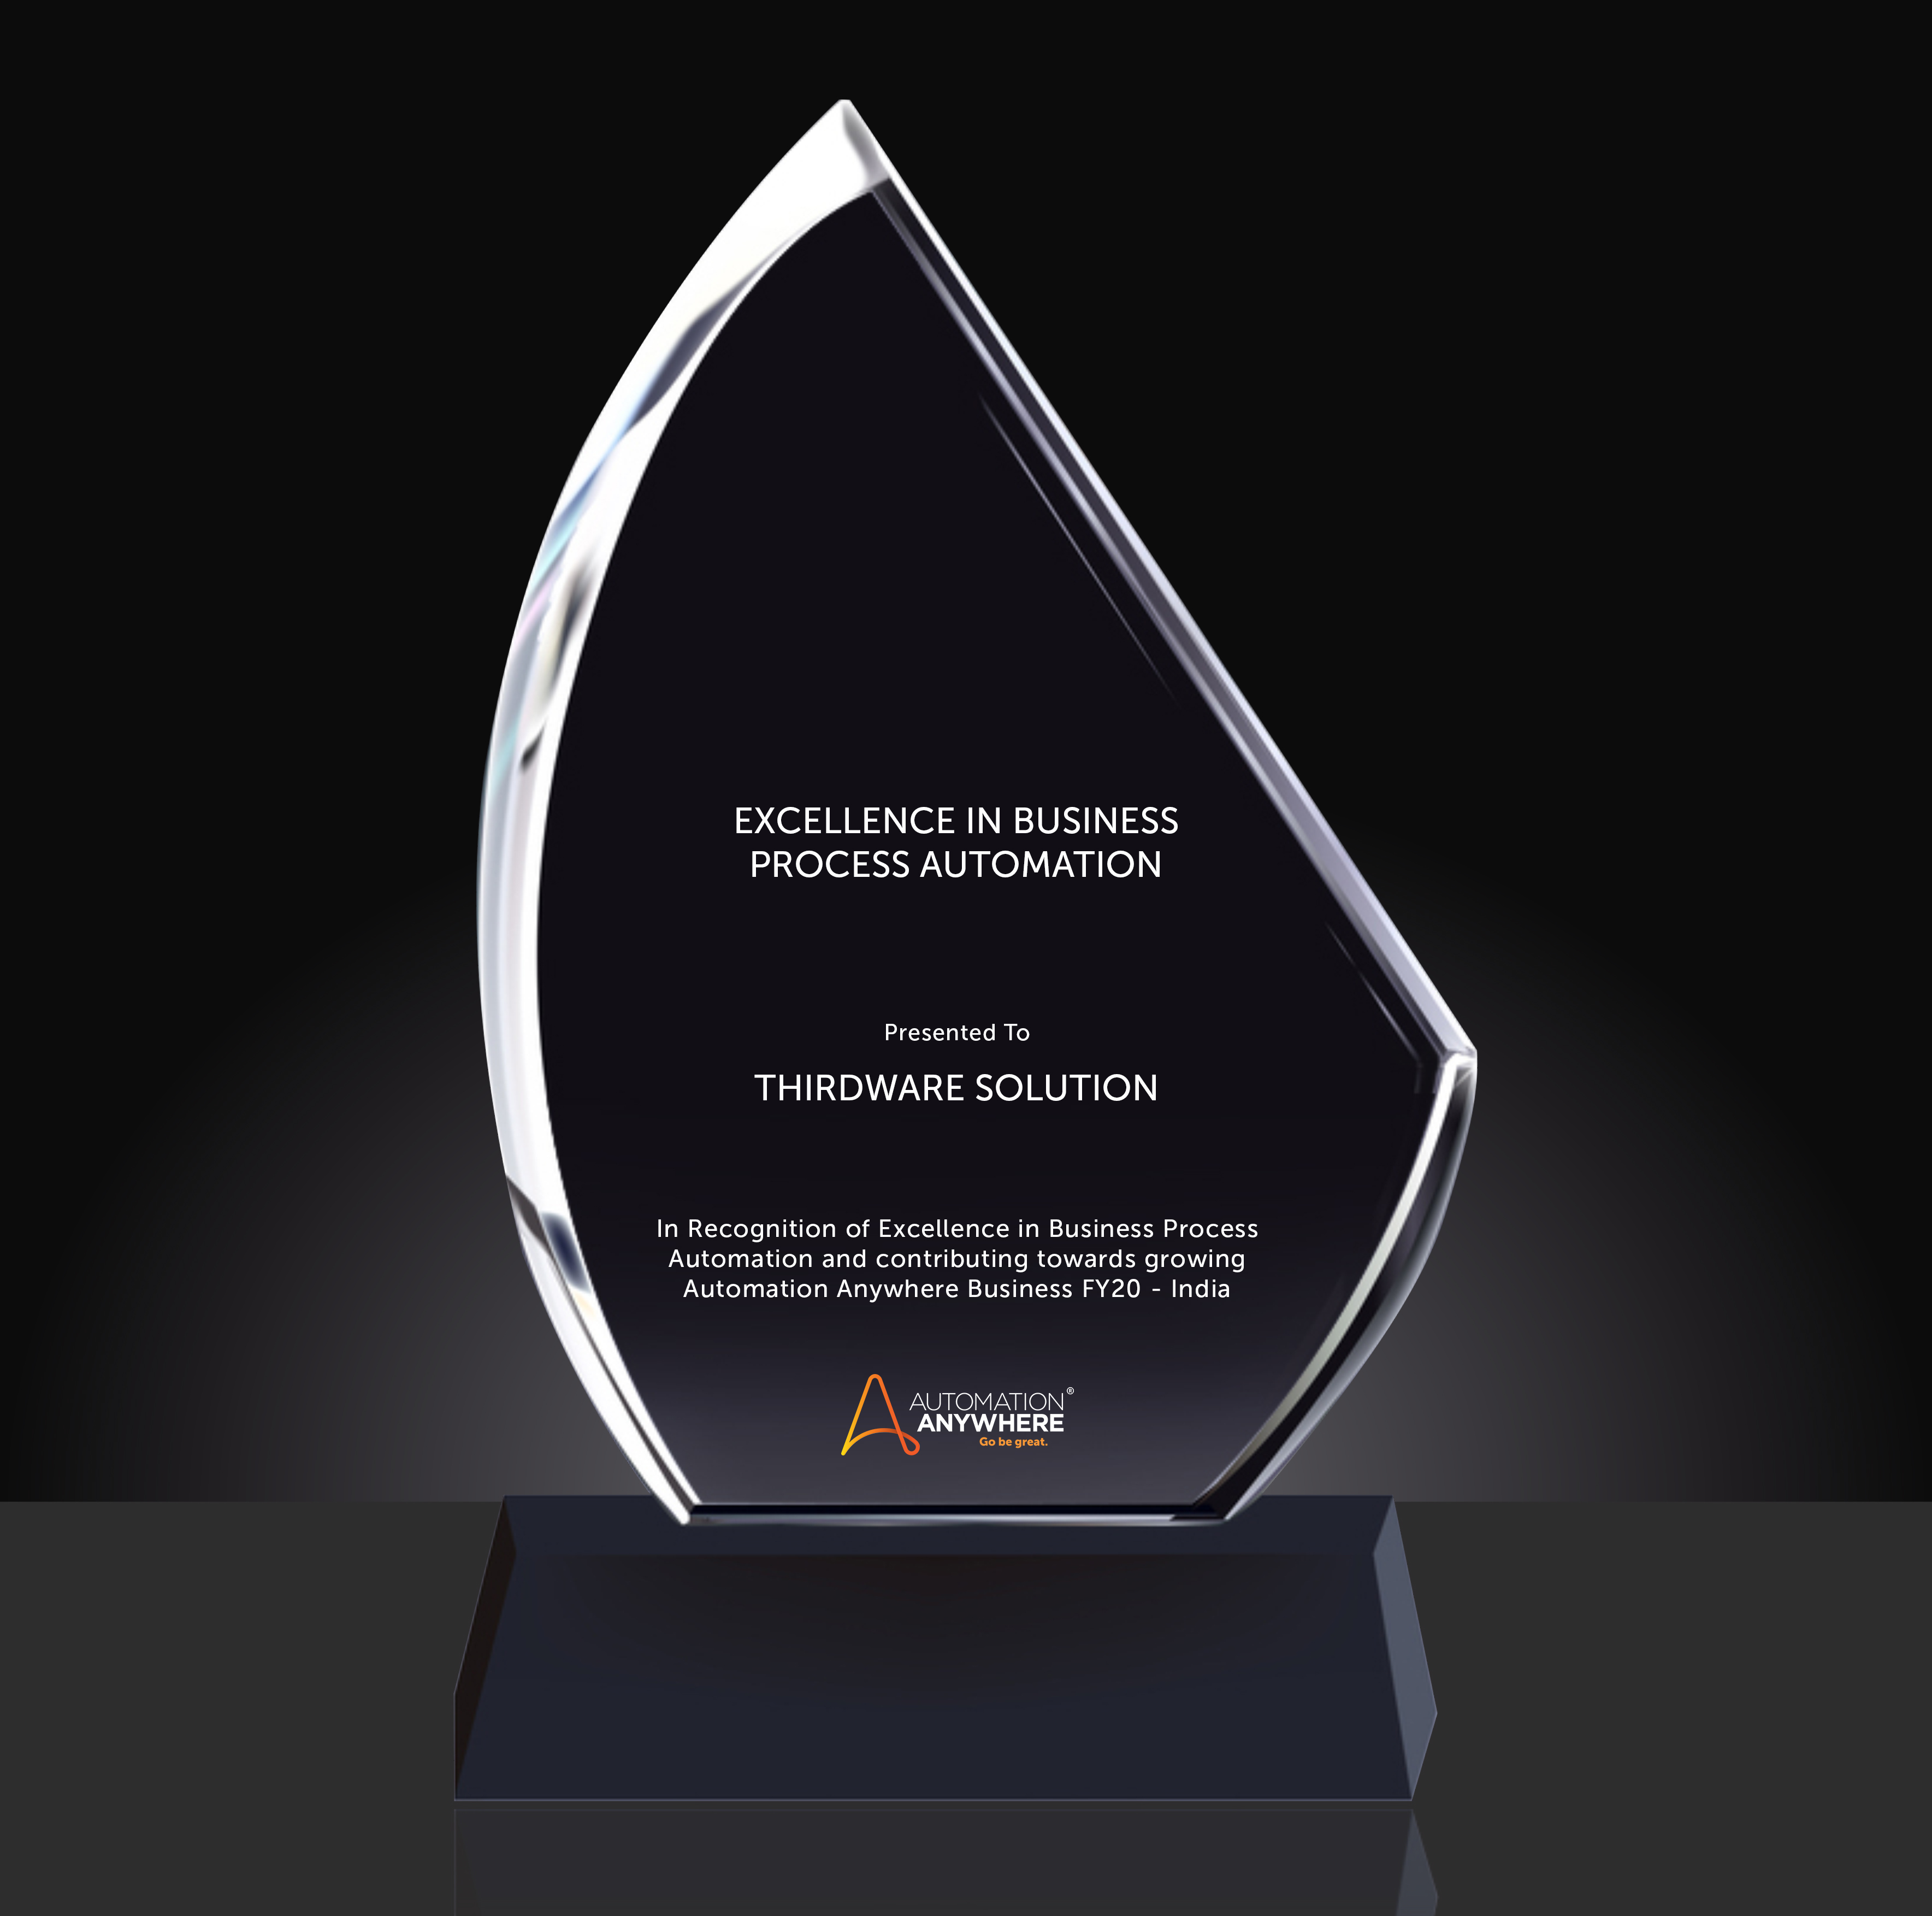 EXCELLENCE IN BUSINESS
PROCESS AUTOMATION
Presented To
THIRDWARE SOLUTION
In Recognition of Excellence in Business Process
Automation and contributing towards growing
Automation Anywhere Business FY20 - India
AUTOMATION®
ANYWHERE
Go be great.